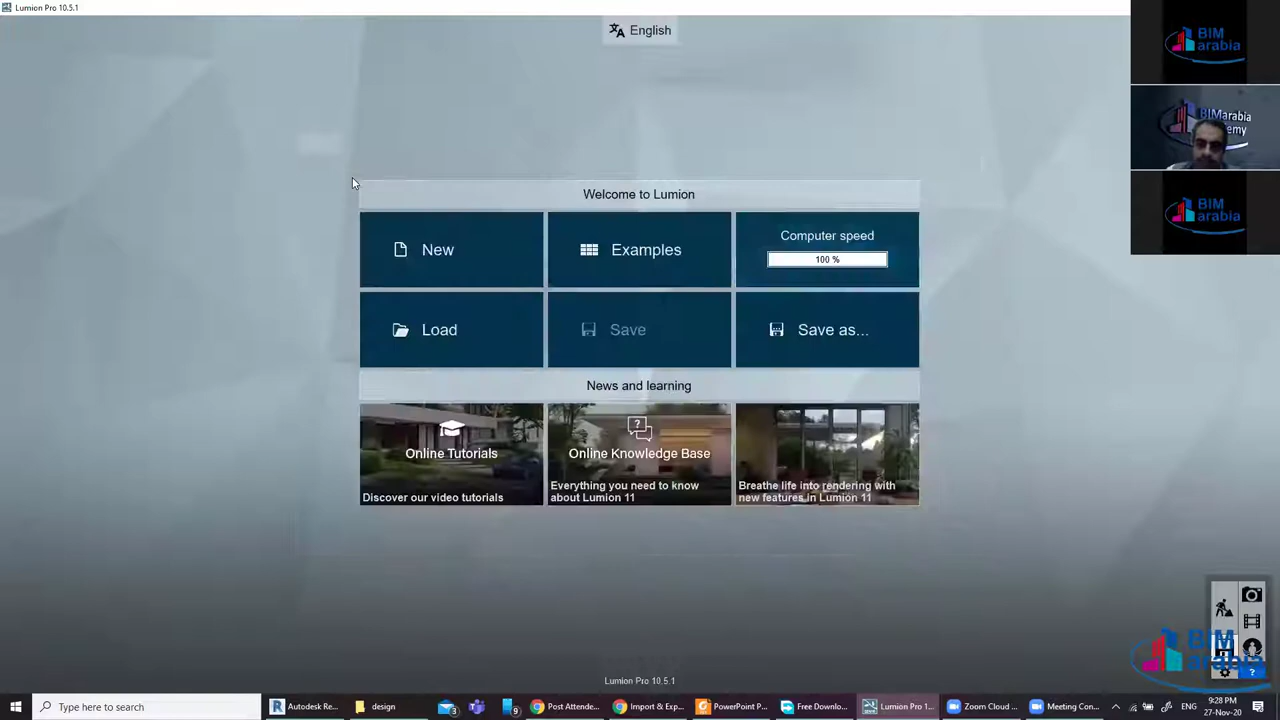 Lumion Pro 10.5.1
English
BIM
arabia
BIMarabia
BIM
arabia
Welcome to Lumion
New
Examples
Computer speed
100 %
Load
Save
Save as...
News and learning
Online Tutorials
Discover our video tutorials
Online Knowledge Base
Everything you need to know
about Lumion 11
Breathe life into rendering with
new features in Lumion 11
BIM
arabia
Lumion Pro 10.5.1
Type here to search
Autodesk Re...
design
3
9
Post Attende...
Import & Exp...
PowerPoint P...
Free Downlo...
Lumion Pro 1...
Zoom Cloud ...
Meeting Con...
ENG
9:28 PM
27-Nov-20